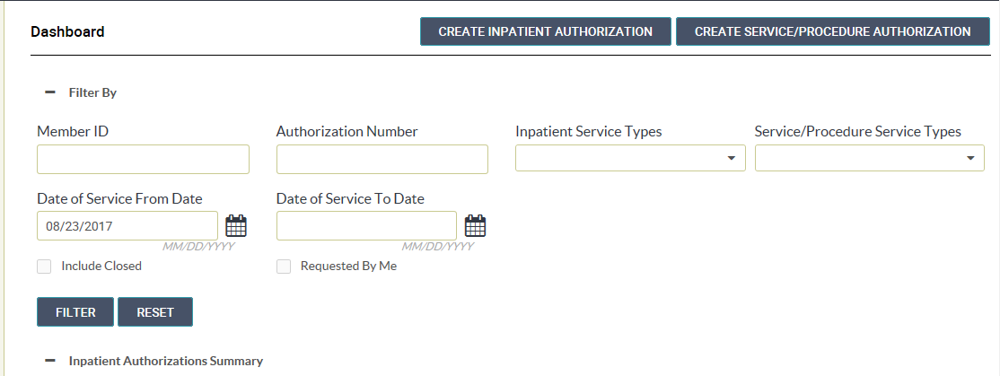 Dashboard
CREATE INPATIENT AUTHORIZATION
CREATE SERVICE/PROCEDURE AUTHORIZATION
Filter By
Member ID
Authorization Number
Inpatient Service Types
Service/Procedure Service Types
Date of Service From Date
Date of Service To Date
08/23/2017
MM/DD/YYYY
MM/DD/YYYY
Include Closed
Requested By Me
FILTER
RESET
Inpatient Authorizations Summary